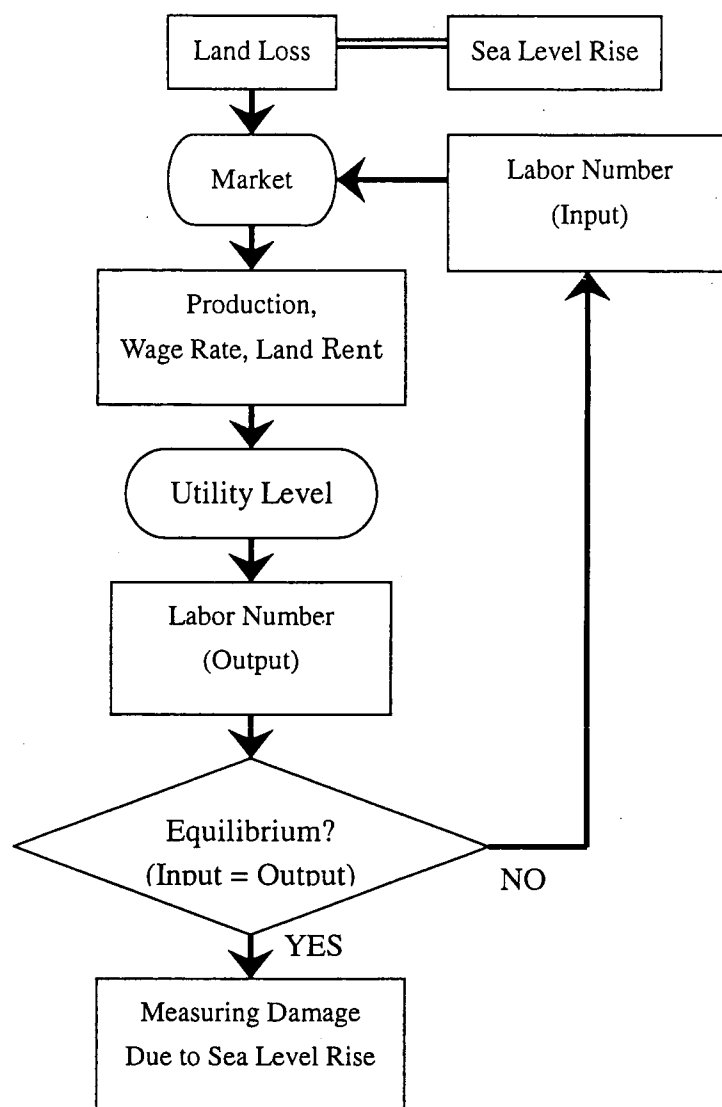 Land Loss
Sea Level Rise
Market
Labor Number
(Input)
Production,
Wage Rate, Land Rent
Utility Level
Labor Number
(Output)
Equilibrium?
(Input = Output)
NO
YES
Measuring Damage
Due to Sea Level Rise